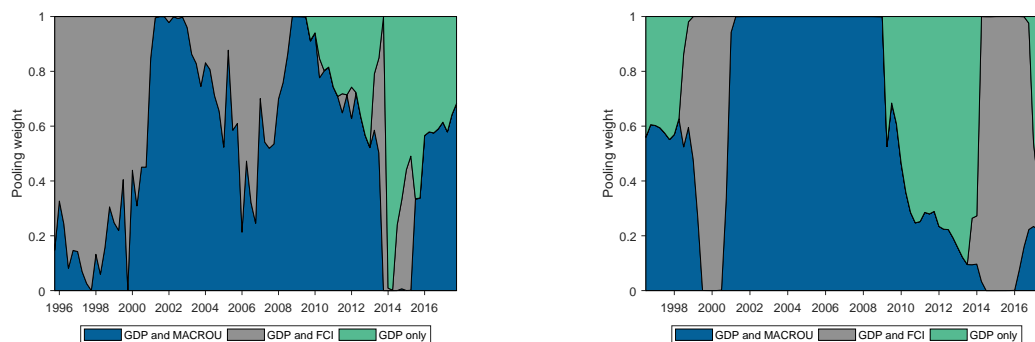 Pooling weight
1
0.8
0.6
0.4
0.2
0
1996 1998 2000 2002 2004 2006 2008 2010 2012 2014 2016
GDP and MACROU GDP and FCI GDP only
Pooling weight
1
0.8
0.6
0.4
0.2
0
1998 2000 2002 2004 2006 2008 2010 2012 2014 2016
GDP and MACROU GDP and FCI GDP only